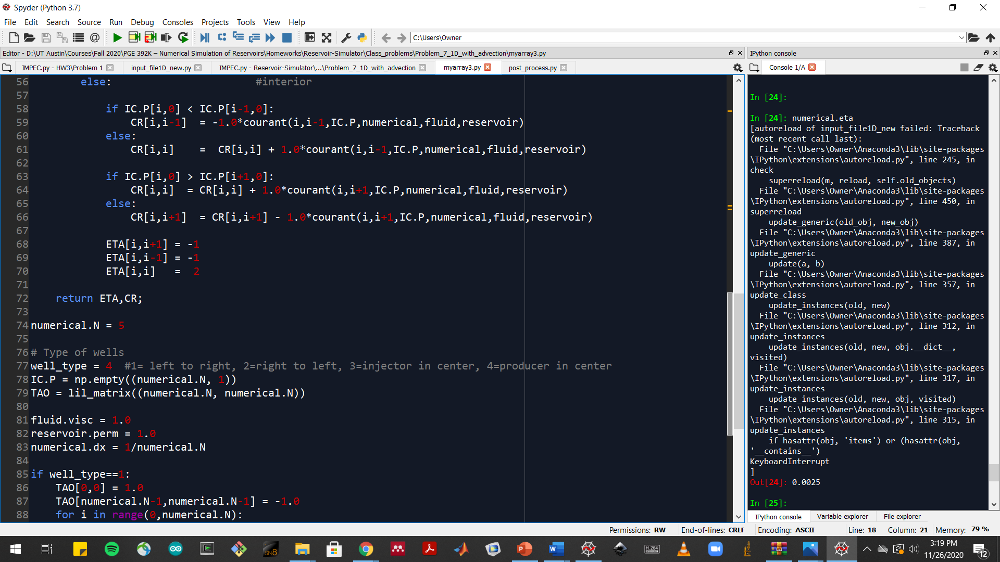 Spyder (Python 3.7)
File Edit Search Source Run Debug Consoles Projects Tools View Help
C:\Users\Owner
Editor - D:\UT Austin\Courses\Fall 2020\PGE 392K – Numerical Simulation of Reservoirs\Homeworks\Reservoir-Simulator\Class_problems\Problem_7_1D_with_advection\myarray3.py
IMPEC.py - HW3\Problem 1 input_file1D_new.py IMPEC.py - Reservoir-Simulator\...\Problem_7_1D_with_advection myarray3.py post_process.py
56 else: #interior
57
58 if IC.P[i,0] < IC.P[i-1,0]:
59 CR[i,i-1] = -1.0*courant(i,i-1,IC.P,numerical,fluid,reservoir)
60 else:
61 CR[i,i] = CR[i,i] + 1.0*courant(i,i-1,IC.P,numerical,fluid,reservoir)
62
63 if IC.P[i,0] > IC.P[i+1,0]:
64 CR[i,i] = CR[i,i] + 1.0*courant(i,i+1,IC.P,numerical,fluid,reservoir)
65 else:
66 CR[i,i+1] = CR[i,i+1] - 1.0*courant(i,i+1,IC.P,numerical,fluid,reservoir)
67
68 ETA[i,i+1] = -1
69 ETA[i,i-1] = -1
70 ETA[i,i] = 2
71
72 return ETA,CR;
73
74 numerical.N = 5
75
76 # Type of wells
77 well_type = 4 #1= left to right, 2=right to left, 3=injector in center, 4=producer in center
78 IC.P = np.empty((numerical.N, 1))
79 TAO = lil_matrix((numerical.N, numerical.N))
80
81 fluid.visc = 1.0
82 reservoir.perm = 1.0
83 numerical.dx = 1/numerical.N
84
85 if well_type==1:
86 TAO[0,0] = 1.0
87 TAO[numerical.N-1,numerical.N-1] = -1.0
88 for i in range(0,numerical.N):
IPython console
Console 1/A
In [24]:
In [24]: numerical.eta
[autoreload of input_file1D_new failed: Traceback
(most recent call last):
File "C:\Users\Owner\Anaconda3\lib\site-packages
\IPython\extensions\autoreload.py", line 245, in
check
superreload(m, reload, self.old_objects)
File "C:\Users\Owner\Anaconda3\lib\site-packages
\IPython\extensions\autoreload.py", line 450, in
superreload
update_generic(old_obj, new_obj)
File "C:\Users\Owner\Anaconda3\lib\site-packages
\IPython\extensions\autoreload.py", line 387, in
update_generic
update(a, b)
File "C:\Users\Owner\Anaconda3\lib\site-packages
\IPython\extensions\autoreload.py", line 357, in
update_class
update_instances(old, new)
File "C:\Users\Owner\Anaconda3\lib\site-packages
\IPython\extensions\autoreload.py", line 312, in
update_instances
update_instances(old, new, obj.__dict__,
visited)
File "C:\Users\Owner\Anaconda3\lib\site-packages
\IPython\extensions\autoreload.py", line 317, in
update_instances
update_instances(old, new, obj, visited)
File "C:\Users\Owner\Anaconda3\lib\site-packages
\IPython\extensions\autoreload.py", line 315, in
update_instances
if hasattr(obj, 'items') or (hasattr(obj,
'__contains__')
KeyboardInterrupt
]
Out[24]: 0.0025
In [25]:
IPython console Variable explorer File explorer
Permissions: RW End-of-lines: CRLF Encoding: ASCII Line: 18 Column: 21 Memory: 79 %
SN8
H.264
3:19 PM
11/26/2020
12